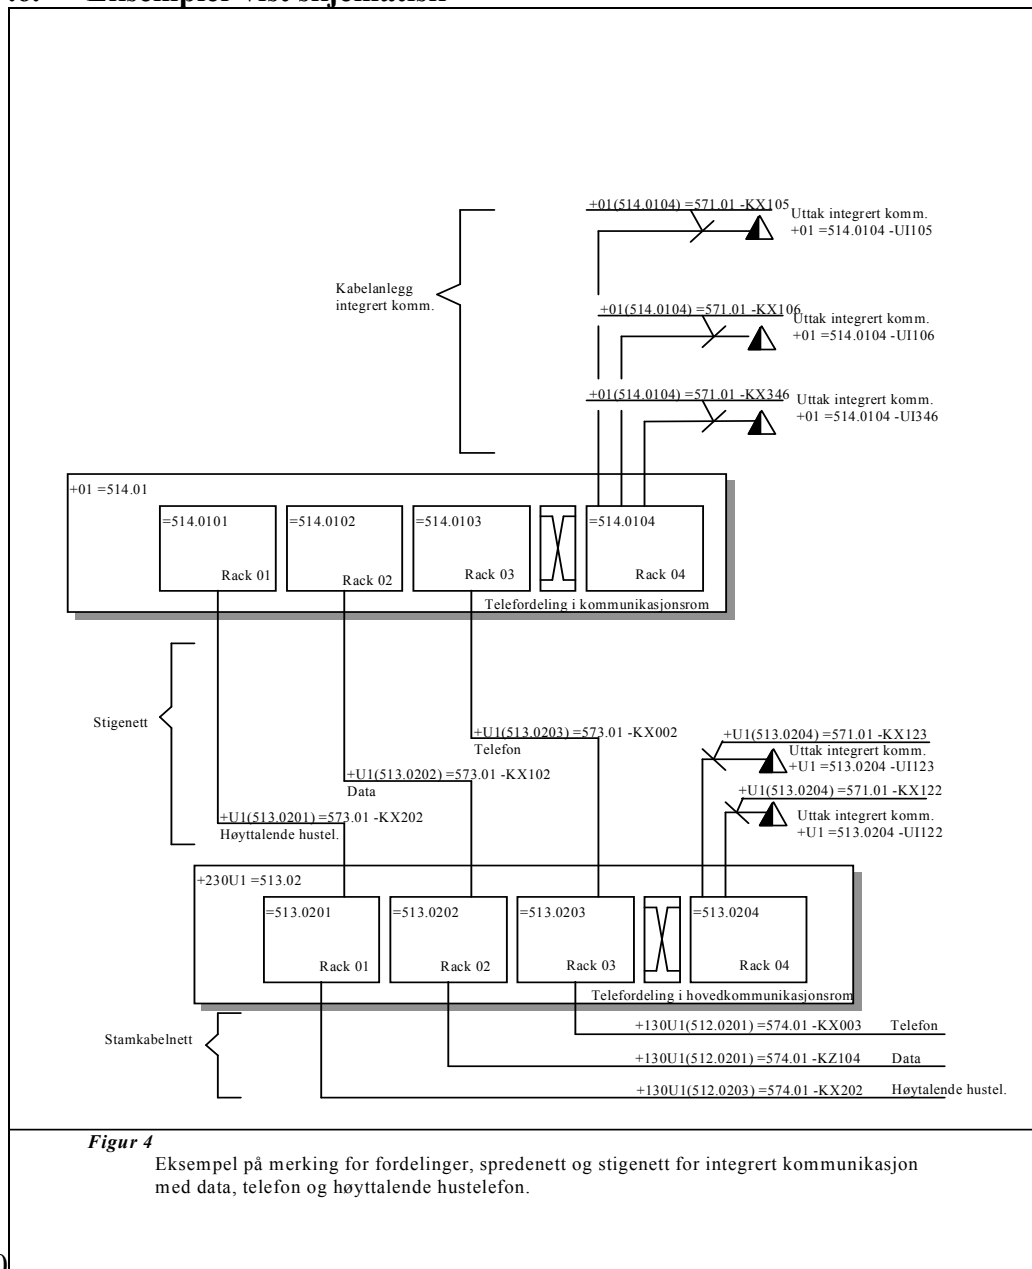 +01(514.0104) =571.01 -KX105
Uttak integrert komm.
+01 =514.0104 -UI105
Kabelanlegg
integrert komm.
+01(514.0104) =571.01 -KX106
Uttak integrert komm.
+01 =514.0104 -UI106
+01(514.0104) =571.01 -KX346
Uttak integrert komm.
+01 =514.0104 -UI346
+01 =514.01
=514.0101
Rack 01
=514.0102
Rack 02
=514.0103
Rack 03
=514.0104
Rack 04
Telefordeling i kommunikasjonsrom
Stigenett
+U1(513.0203) =573.01 -KX002
Telefon
+U1(513.0202) =573.01 -KX102
Data
+U1(513.0201) =573.01 -KX202
Høyttalende hustel.
+U1(513.0204) =571.01 -KX123
Uttak integrert komm.
+U1 =513.0204 -UI123
+U1(513.0204) =571.01 -KX122
Uttak integrert komm.
+U1 =513.0204 -UI122
+230U1 =513.02
=513.0201
Rack 01
=513.0202
Rack 02
=513.0203
Rack 03
=513.0204
Rack 04
Telefordeling i hovedkommunikasjonsrom
Stamkabelnett
+130U1(512.0201) =574.01 -KX003 Telefon
+130U1(512.0201) =574.01 -KZ104 Data
+130U1(512.0203) =574.01 -KX202 Høytalende hustel.
Figur 4
Eksempel på merking for fordelinger, spredenett og stigenett for integrert kommunikasjon
med data, telefon og høyttalende hustelefon.